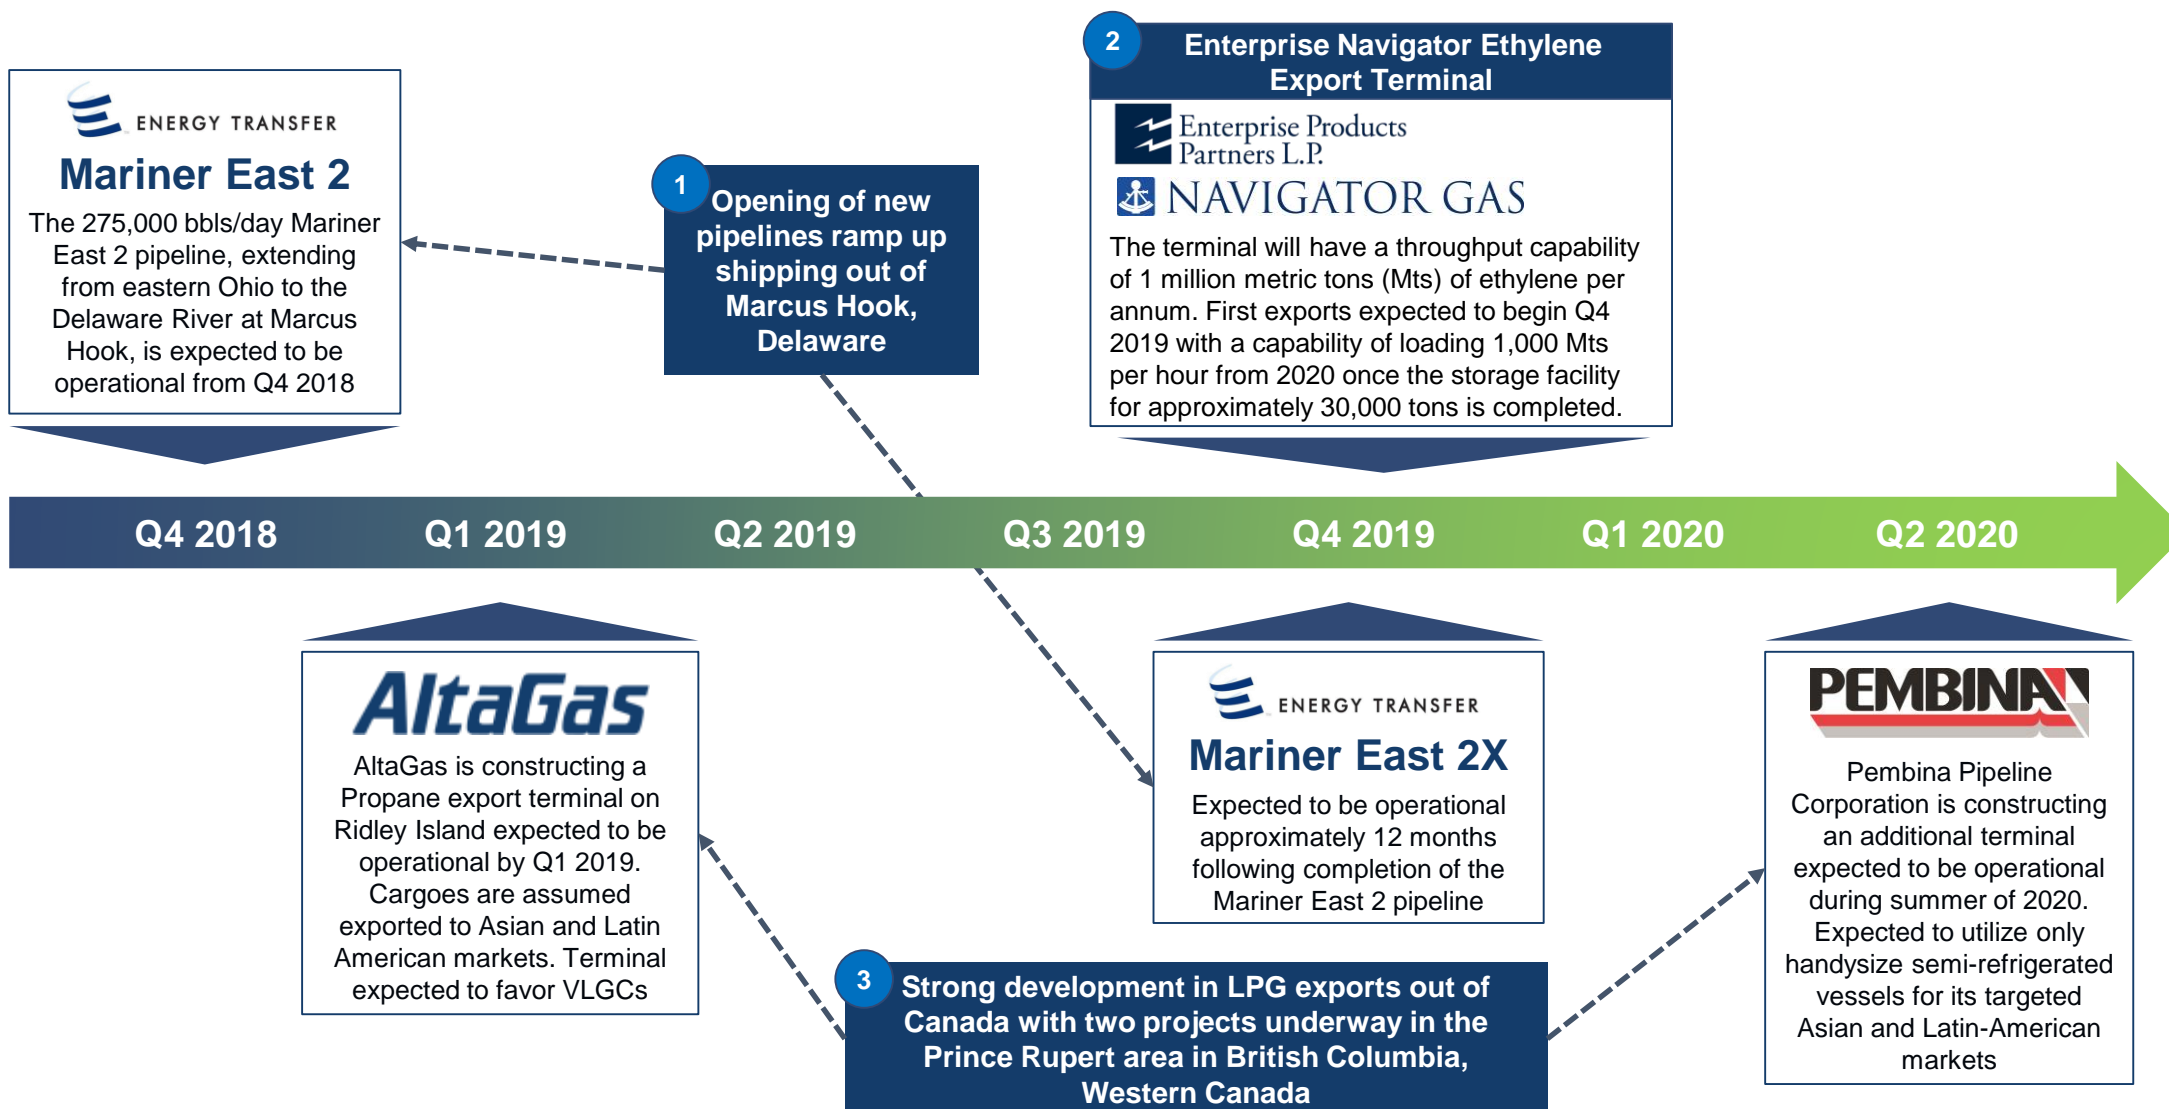 ENERGY TRANSFER
Mariner East 2
The 275,000 bbls/day Mariner
East 2 pipeline, extending
from eastern Ohio to the
Delaware River at Marcus
Hook, is expected to be
operational from Q4 2018
1
Opening of new
pipelines ramp up
shipping out of
Marcus Hook,
Delaware
2
Enterprise Navigator Ethylene
Export Terminal
Enterprise Products
Partners L.P.
NAVIGATOR GAS
The terminal will have a throughput capability
of 1 million metric tons (Mts) of ethylene per
annum. First exports expected to begin Q4
2019 with a capability of loading 1,000 Mts
per hour from 2020 once the storage facility
for approximately 30,000 tons is completed.
Q4 2018
Q1 2019
Q2 2019
Q3 2019
Q4 2019
Q1 2020
Q2 2020
AltaGas
AltaGas is constructing a
Propane export terminal on
Ridley Island expected to be
operational by Q1 2019.
Cargoes are assumed
exported to Asian and Latin
American markets. Terminal
expected to favor VLGCs
ENERGY TRANSFER
Mariner East 2X
Expected to be operational
approximately 12 months
following completion of the
Mariner East 2 pipeline
PEMBINA
Pembina Pipeline
Corporation is constructing
an additional terminal
expected to be operational
during summer of 2020.
Expected to utilize only
handysize semi-refrigerated
vessels for its targeted
Asian and Latin-American
markets
3
Strong development in LPG exports out of
Canada with two projects underway in the
Prince Rupert area in British Columbia,
Western Canada